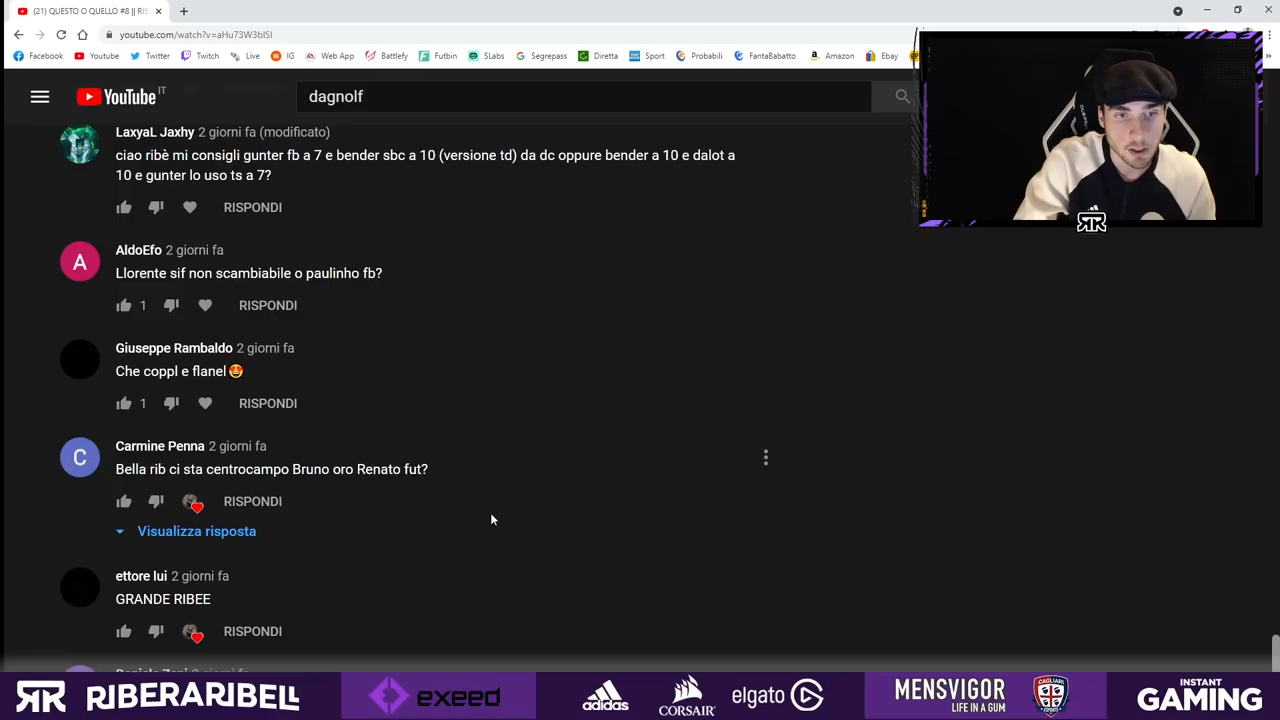 (21) QUESTO O QUELLO #8 || RIS
youtube.com/watch?v=aHu73W3bISI
Facebook Youtube Twitter Twitch Live IG Web App Battlefy Futbin SLabs Segrepass Diretta Sport Probabili FantaBabatto Amazon Ebay
YouTube IT
dagnolf
LaxyaL Jaxhy 2 giorni fa (modificato)
ciao ribè mi consigli gunter fb a 7 e bender sbc a 10 (versione td) da dc oppure bender a 10 e dalot a
10 e gunter lo uso ts a 7?
RISPONDI
AldoEfo 2 giorni fa
A
Llorente sif non scambiabile o paulinho fb?
1 RISPONDI
Giuseppe Rambaldo 2 giorni fa
Che coppl e flanel 😍
1 RISPONDI
Carmine Penna 2 giorni fa
C
Bella rib ci sta centrocampo Bruno oro Renato fut?
RISPONDI
Visualizza risposta
ettore lui 2 giorni fa
GRANDE RIBEE
RISPONDI
RR RIBERARIBELL exeed adidas CORSAIR elgato MENSVIGOR LIFE IN A GUM CAGLIARI INSTANT GAMING